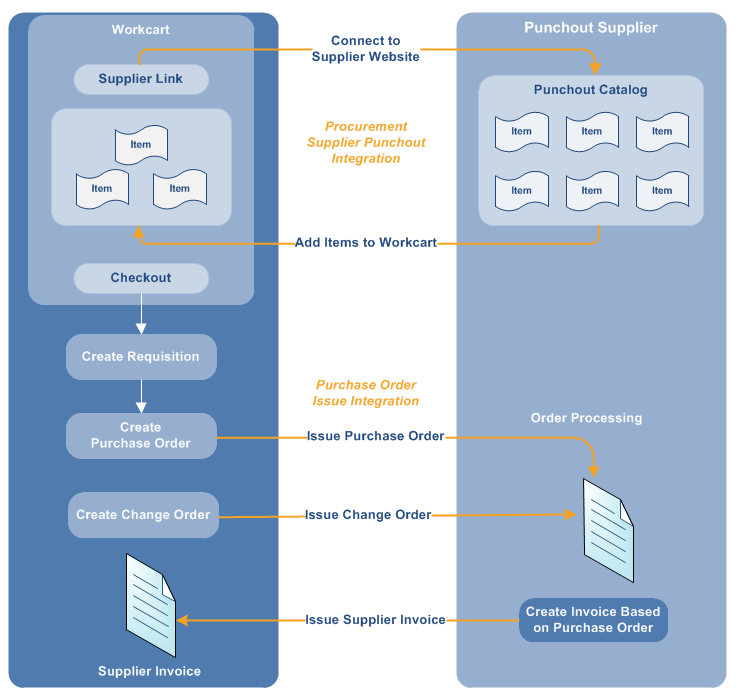 Workcart
Punchout Supplier
Connect to
Supplier Website
Supplier Link
Punchout Catalog
Item
Item
Item
Item
Item
Item
Item
Item
Item
Procurement
Supplier Punchout
Integration
Add Items to Workcart
Checkout
Create Requisition
Purchase Order
Issue Integration
Create
Purchase Order
Issue Purchase Order
Order Processing
Create Change Order
Issue Change Order
Issue Supplier Invoice
Create Invoice Based
on Purchase Order
Supplier Invoice